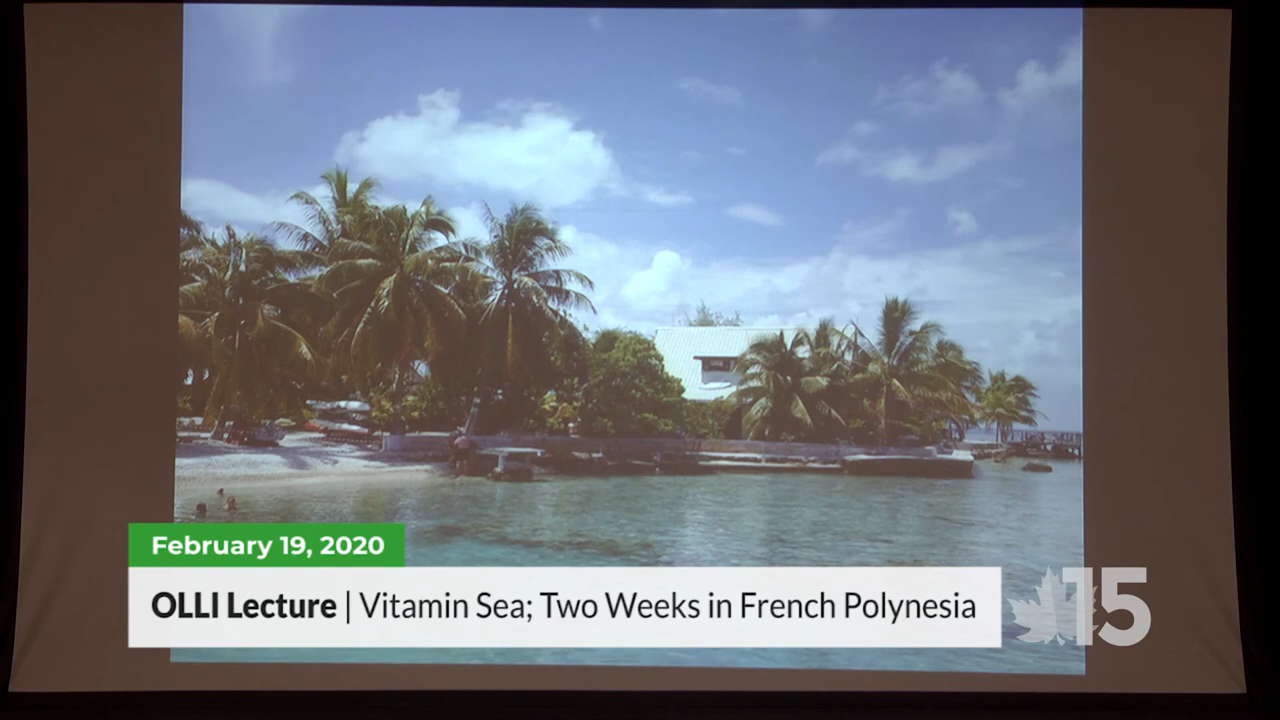 February 19, 2020
OLLI Lecture | Vitamin Sea; Two Weeks in French Polynesia
15